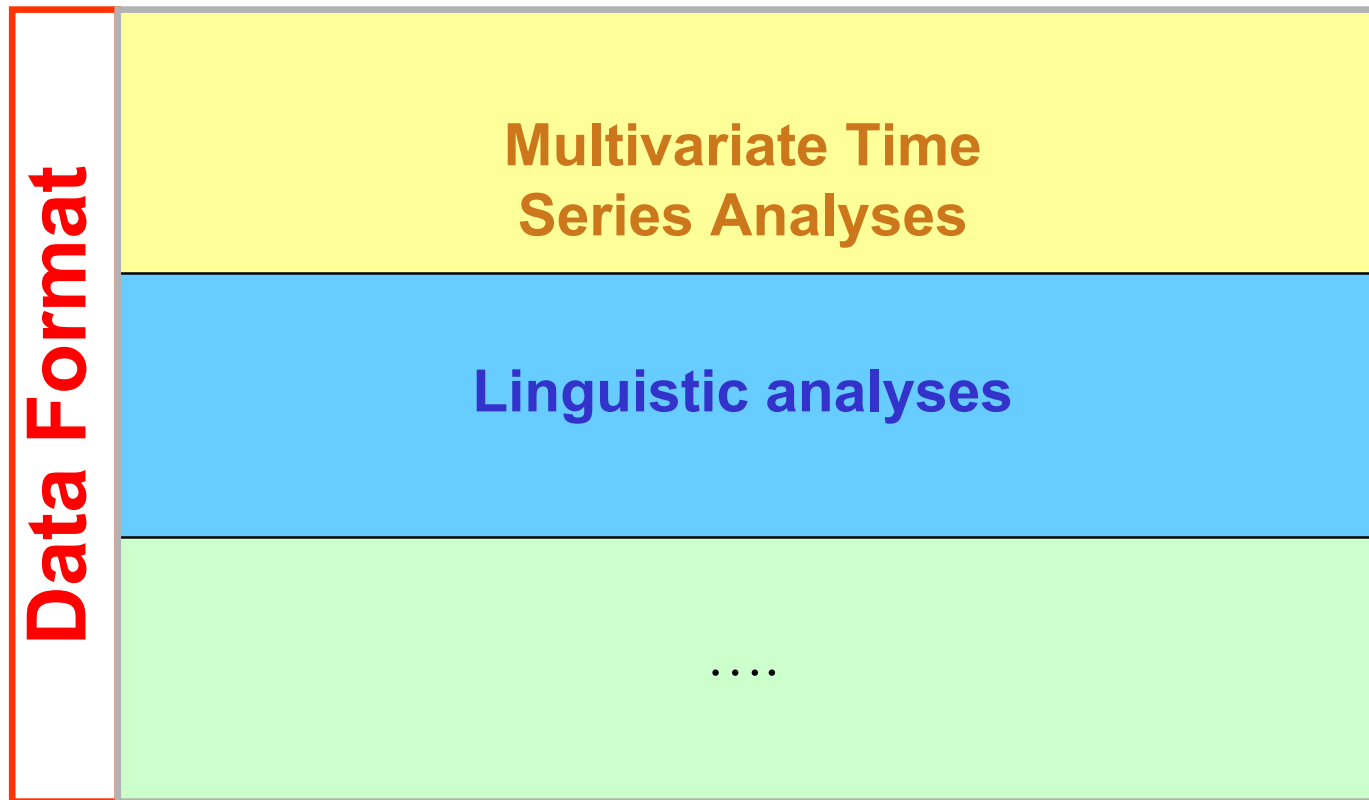 Data Format
Multivariate Time
Series Analyses
Linguistic analyses
....